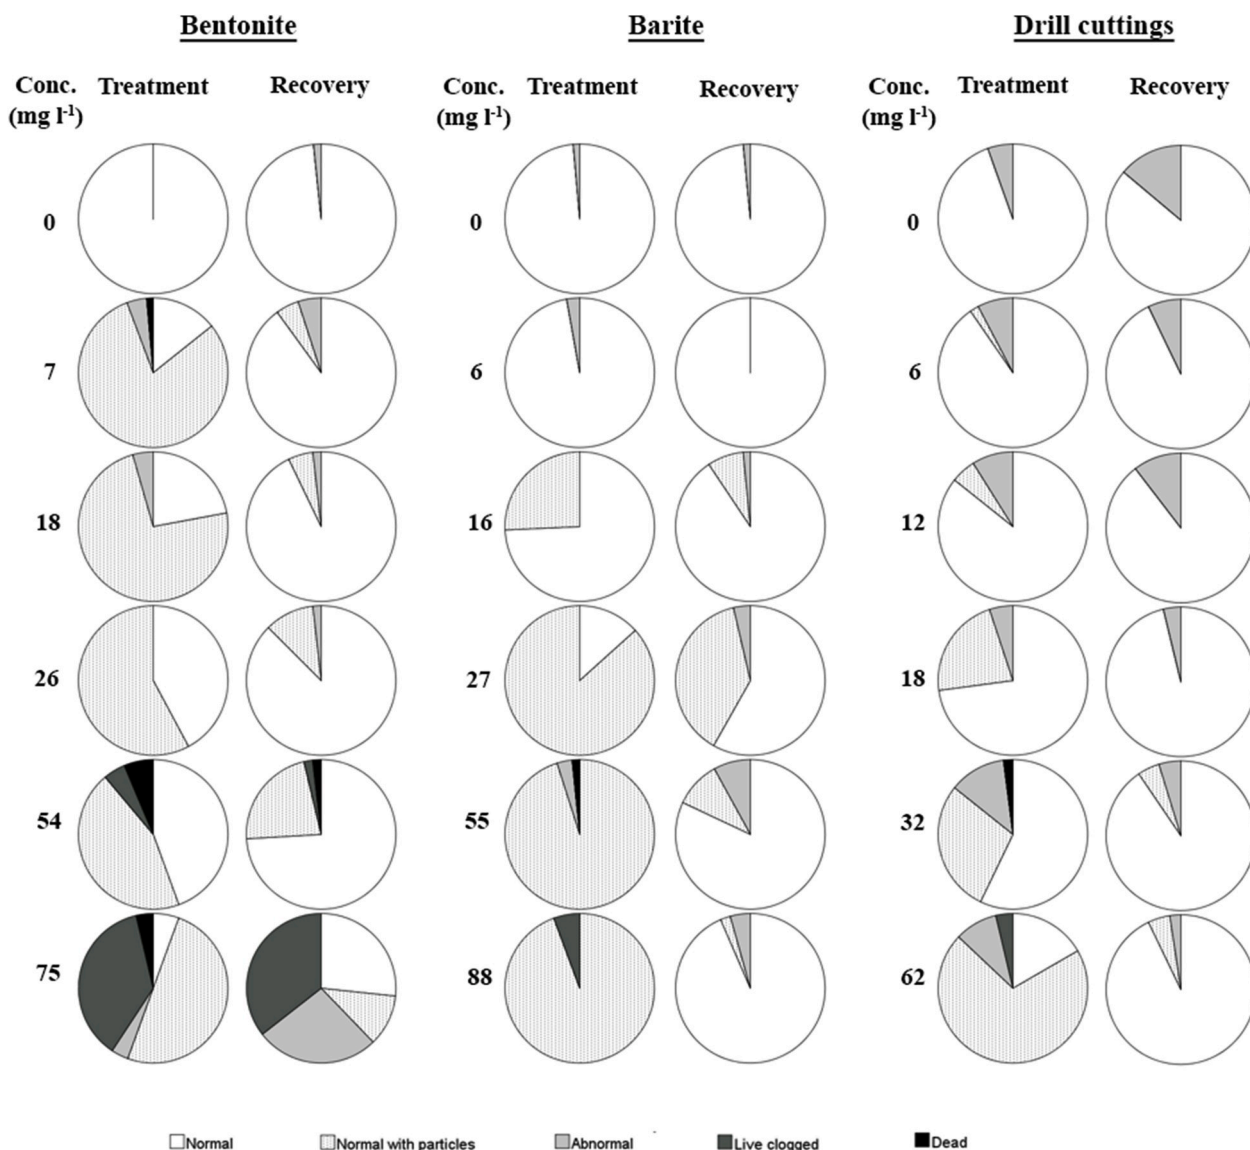 Bentonite Barite Drill cuttings
Conc. Treatment Recovery Conc. Treatment Recovery Conc. Treatment Recovery
(mg l-1) (mg l-1) (mg l-1)
0 0 0
7 6 6
18 16 12
26 27 18
54 55 32
75 88 62
Normal Normal with particles Abnormal Live clogged Dead